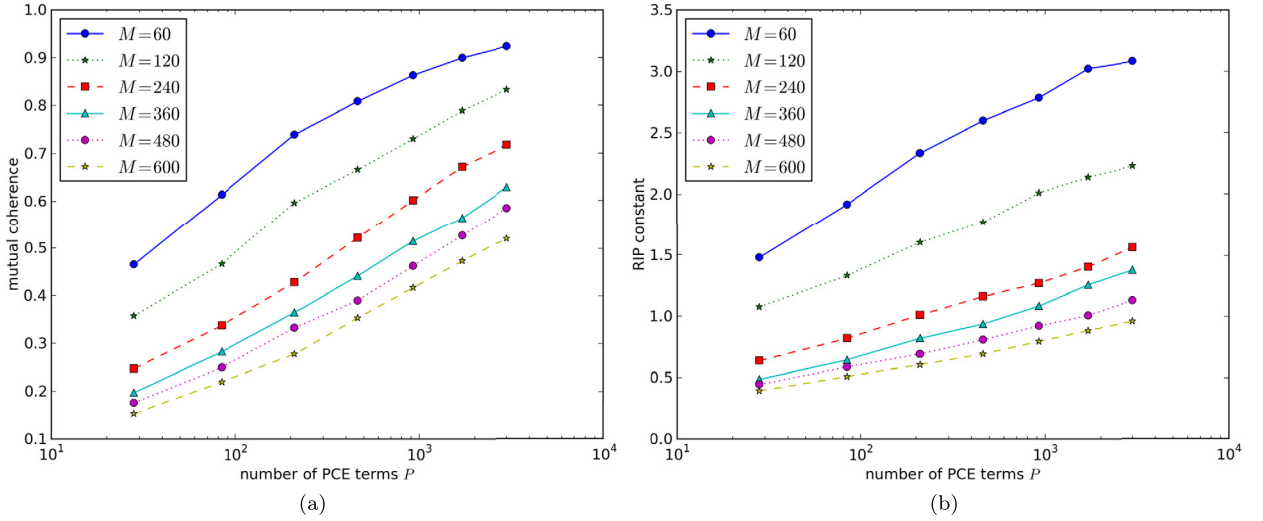 1.0
0.9
0.8
0.7
0.6
0.5
0.4
0.3
0.2
0.1
mutual coherence
M=60
M=120
M=240
M=360
M=480
M=600
10^1
10^2
10^3
10^4
number of PCE terms P
(a)
3.5
3.0
2.5
2.0
1.5
1.0
0.5
0.0
RIP constant
M=60
M=120
M=240
M=360
M=480
M=600
10^1
10^2
10^3
10^4
number of PCE terms P
(b)